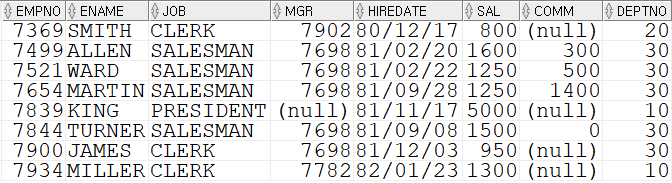 EMPNO ENAME JOB MGR HIREDATE SAL COMM DEPTNO
7369 SMITH CLERK 7902 80/12/17 800 (null) 20
7499 ALLEN SALESMAN 7698 81/02/20 1600 300 30
7521 WARD SALESMAN 7698 81/02/22 1250 500 30
7654 MARTIN SALESMAN 7698 81/09/28 1250 1400 30
7839 KING PRESIDENT (null) 81/11/17 5000 (null) 10
7844 TURNER SALESMAN 7698 81/09/08 1500 0 30
7900 JAMES CLERK 7698 81/12/03 950 (null) 30
7934 MILLER CLERK 7782 82/01/23 1300 (null) 10